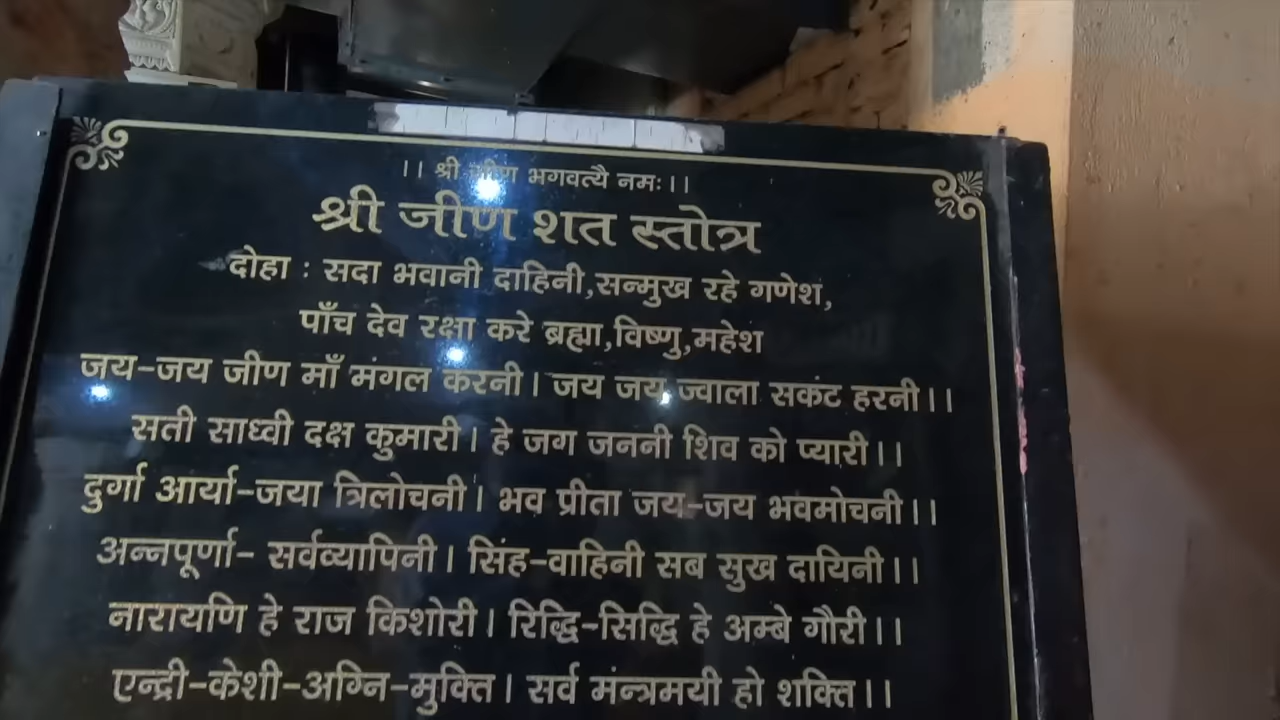 ।। श्री जीण भगवत्यै नमः ।।
श्री जीण शत स्तोत्र
दोहा : सदा भवानी दाहिनी,सन्मुख रहे गणेश,
पाँच देव रक्षा करे ब्रह्मा,विष्णु,महेश
जय-जय जीण माँ मंगल करनी। जय जय ज्वाला सकंट हरनी।।
सती साध्वी दक्ष कुमारी। हे जग जननी शिव को प्यारी।।
दुर्गा आर्या-जया त्रिलोचनी। भव प्रीता जय-जय भवमोचनी।।
अन्नपूर्णा- सर्वव्यापिनी। सिंह-वाहिनी सब सुख दायिनी।।
नारायणि हे राज किशोरी। रिद्धि-सिद्धि हे अम्बे गौरी।।
एन्द्री-केशी-अग्नि-मुक्ति। सर्व मंन्त्रमयी हो शक्ति।।